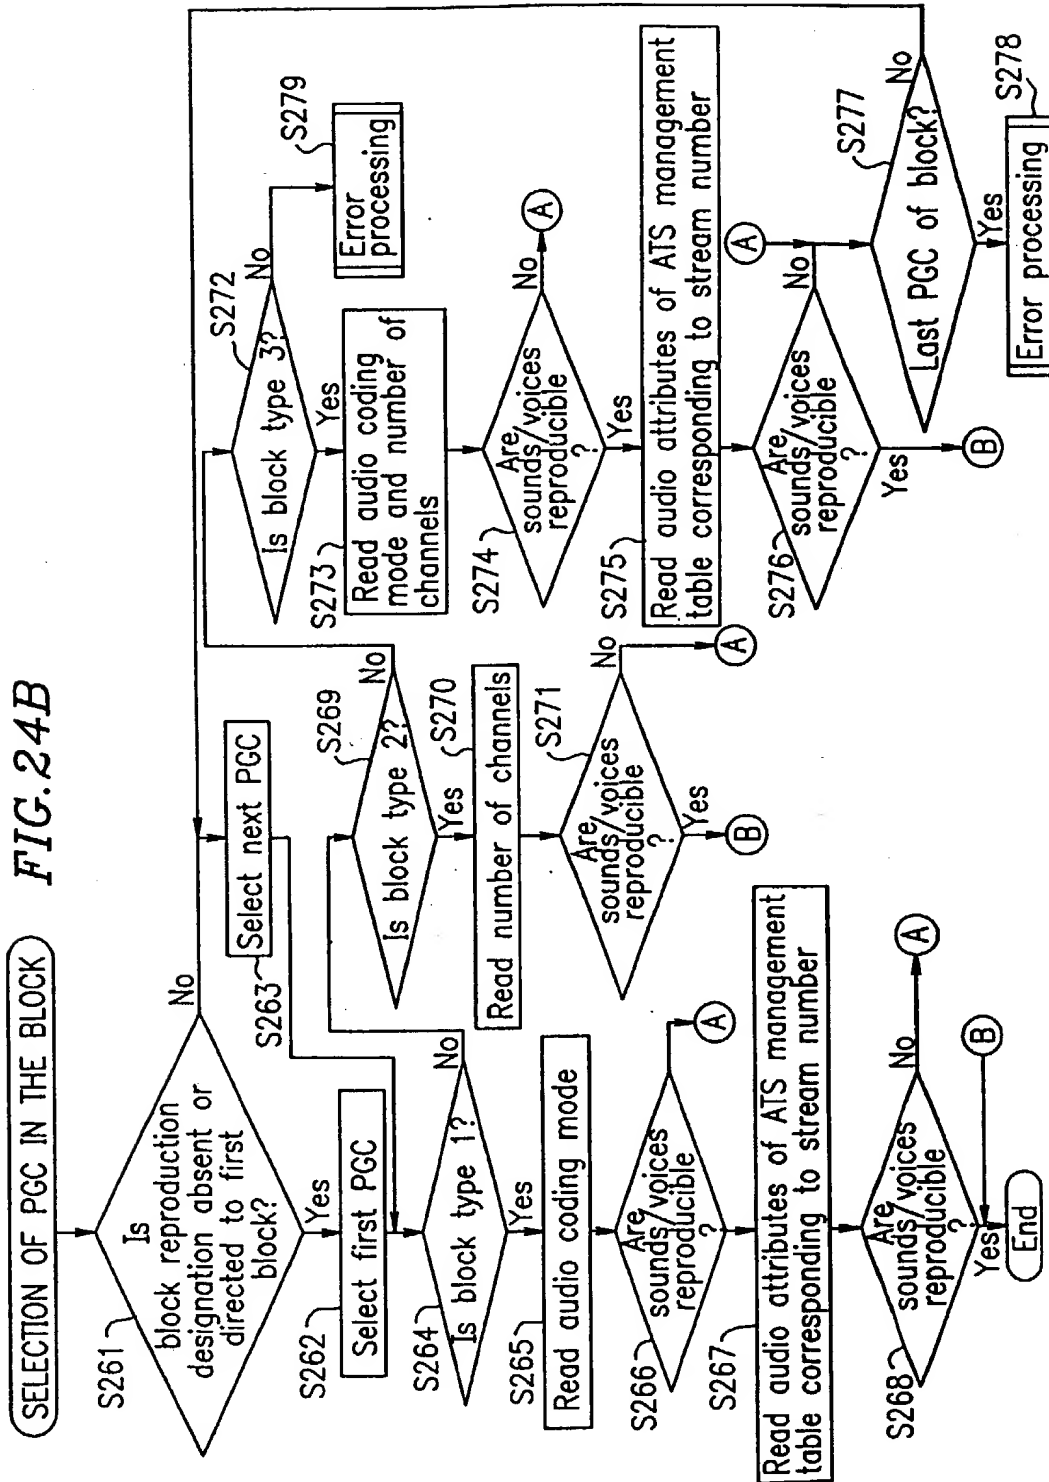 FIG.24B
SELECTION OF PGC IN THE BLOCK
S261
Is
block reproduction
designation absent or
directed to first
block?
No
Yes
S262
Select first PGC
S263
Select next PGC
S264
Is block type 1?
No
Yes
S265
Read audio coding mode
S266
Are
sounds/voices
reproducible
?
A
S267
Read audio attributes of ATS management
table corresponding to stream number
S268
Are
sounds/voices
reproducible
?
No
A
Yes
B
End
S269
Is block type 2?
No
Yes
S270
Read number of channels
S271
Are
sounds/voices
reproducible
?
No
A
Yes
B
S272
Is block type 3?
No
S279
Error
processing
Yes
S273
Read audio coding
mode and number of
channels
S274
Are
sounds/voices
reproducible
?
No
A
Yes
S275
Read audio attributes of ATS management
table corresponding to stream number
S276
Are
sounds/voices
reproducible
?
No
A
Yes
B
S277
Last PGC of block?
No
Yes
S278
Error processing